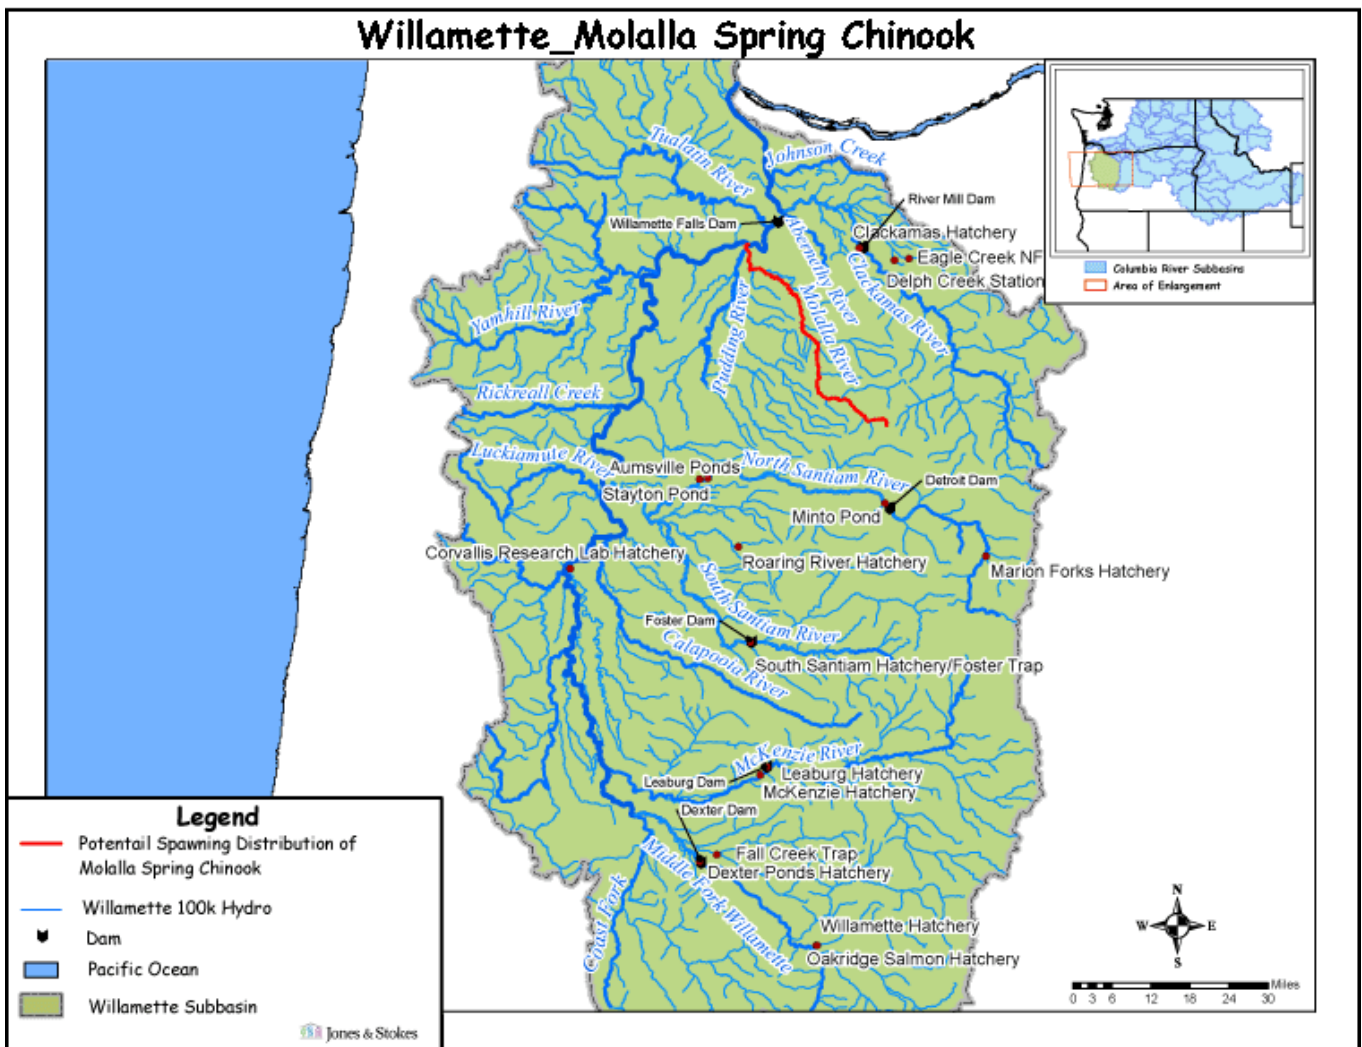 Willamette_Molalla Spring Chinook
Tualatin River
Johnson Creek
River Mill Dam
Willamette Falls Dam
Clackamas Hatchery
Abernethy River
Eagle Creek NF
Delph Creek Station
Clackamas River
Columbia River Subbasins
Area of Enlargement
Yamhill River
Pudding River
Molalla River
Rickreall Creek
Luckiamute River
Aumsville Ponds
North Santiam River
Detroit Dam
Stayton Pond
Minto Pond
Corvallis Research Lab Hatchery
Roaring River Hatchery
Marion Forks Hatchery
South Santiam River
Foster Dam
Calapooia River
South Santiam Hatchery/Foster Trap
McKenzie River
Leaburg Dam
Leaburg Hatchery
McKenzie Hatchery
Dexter Dam
Fall Creek Trap
Dexter Ponds Hatchery
Middle Fork Willamette
Coast Fork
Willamette Hatchery
Oakridge Salmon Hatchery
Legend
Potentail Spawning Distribution of
Molalla Spring Chinook
Willamette 100k Hydro
Dam
Pacific Ocean
Willamette Subbasin
Jones & Stokes
N
W E
S
Miles
0 3 6 12 18 24 30